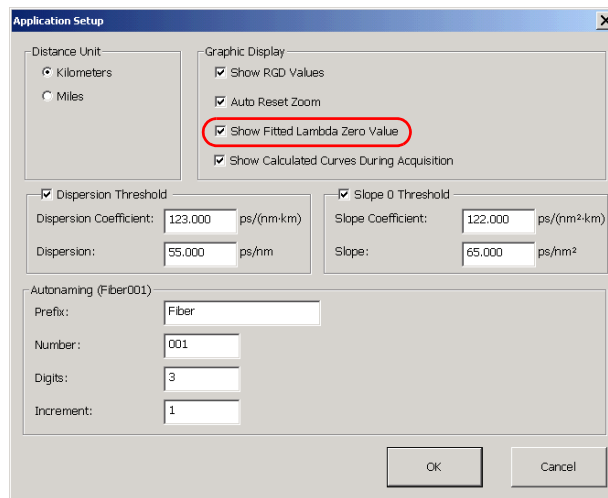 Application Setup
Distance Unit
Kilometers
Miles
Graphic Display
Show RGD Values
Auto Reset Zoom
Show Fitted Lambda Zero Value
Show Calculated Curves During Acquisition
Dispersion Threshold
Dispersion Coefficient: 123.000 ps/(nm·km)
Dispersion: 55.000 ps/nm
Slope 0 Threshold
Slope Coefficient: 122.000 ps/(nm²·km)
Slope: 65.000 ps/nm²
Autonaming (Fiber001)
Prefix: Fiber
Number: 001
Digits: 3
Increment: 1
OK Cancel